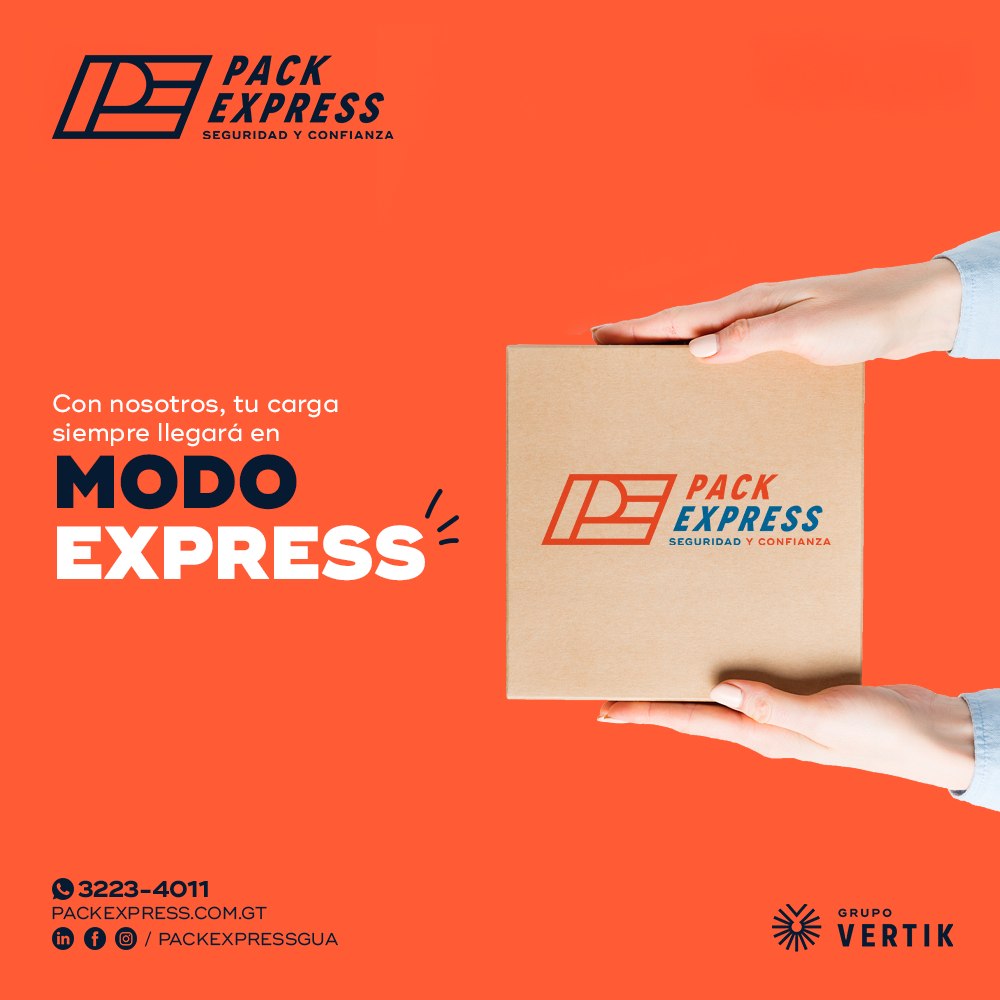 PACK
EXPRESS
SEGURIDAD Y CONFIANZA
Con nosotros, tu carga
siempre llegará en
MODO
EXPRESS
PACK
EXPRESS
SEGURIDAD Y CONFIANZA
3223-4011
PACKEXPRESS.COM.GT
/ PACKEXPRESSGUA
GRUPO
VERTIK